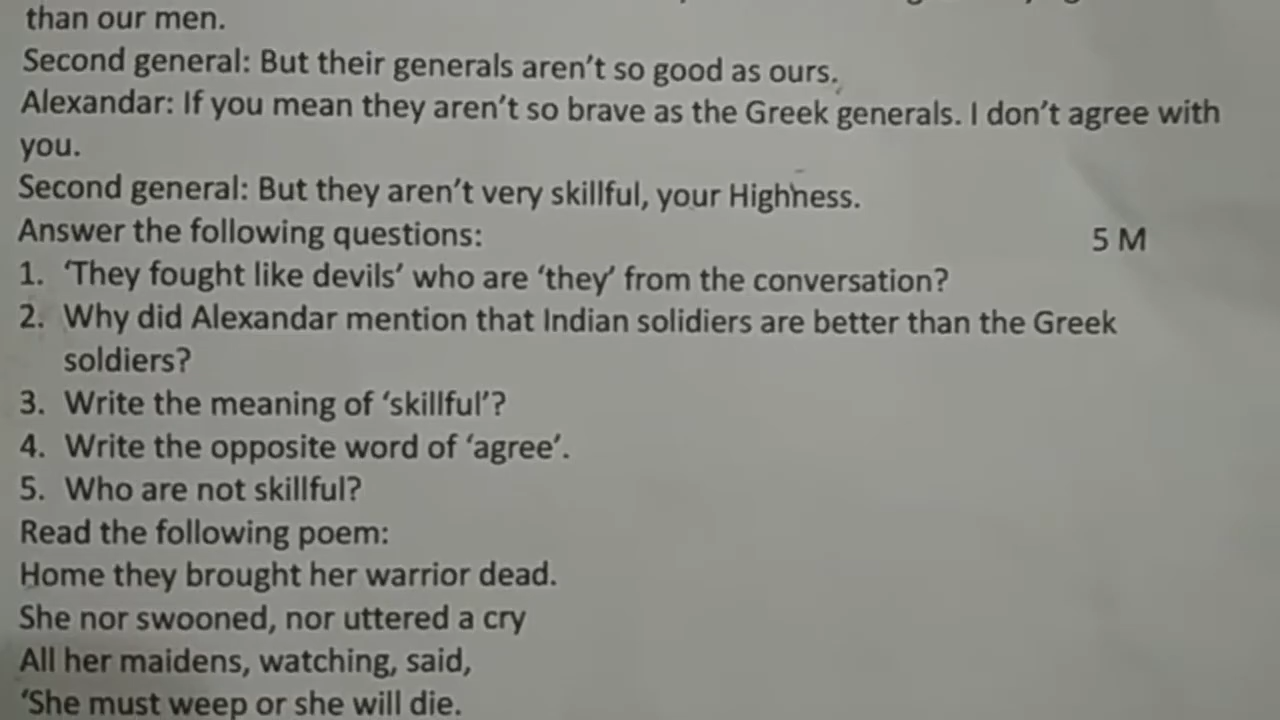 than our men.
Second general: But their generals aren't so good as ours.
Alexandar: If you mean they aren't so brave as the Greek generals. I don't agree with
you.
Second general: But they aren't very skillful, your Highness.
Answer the following questions:
5 M
1. 'They fought like devils' who are 'they' from the conversation?
2. Why did Alexandar mention that Indian solidiers are better than the Greek
soldiers?
3. Write the meaning of 'skillful'?
4. Write the opposite word of 'agree'.
5. Who are not skillful?
Read the following poem:
Home they brought her warrior dead.
She nor swooned, nor uttered a cry
All her maidens, watching, said,
'She must weep or she will die.